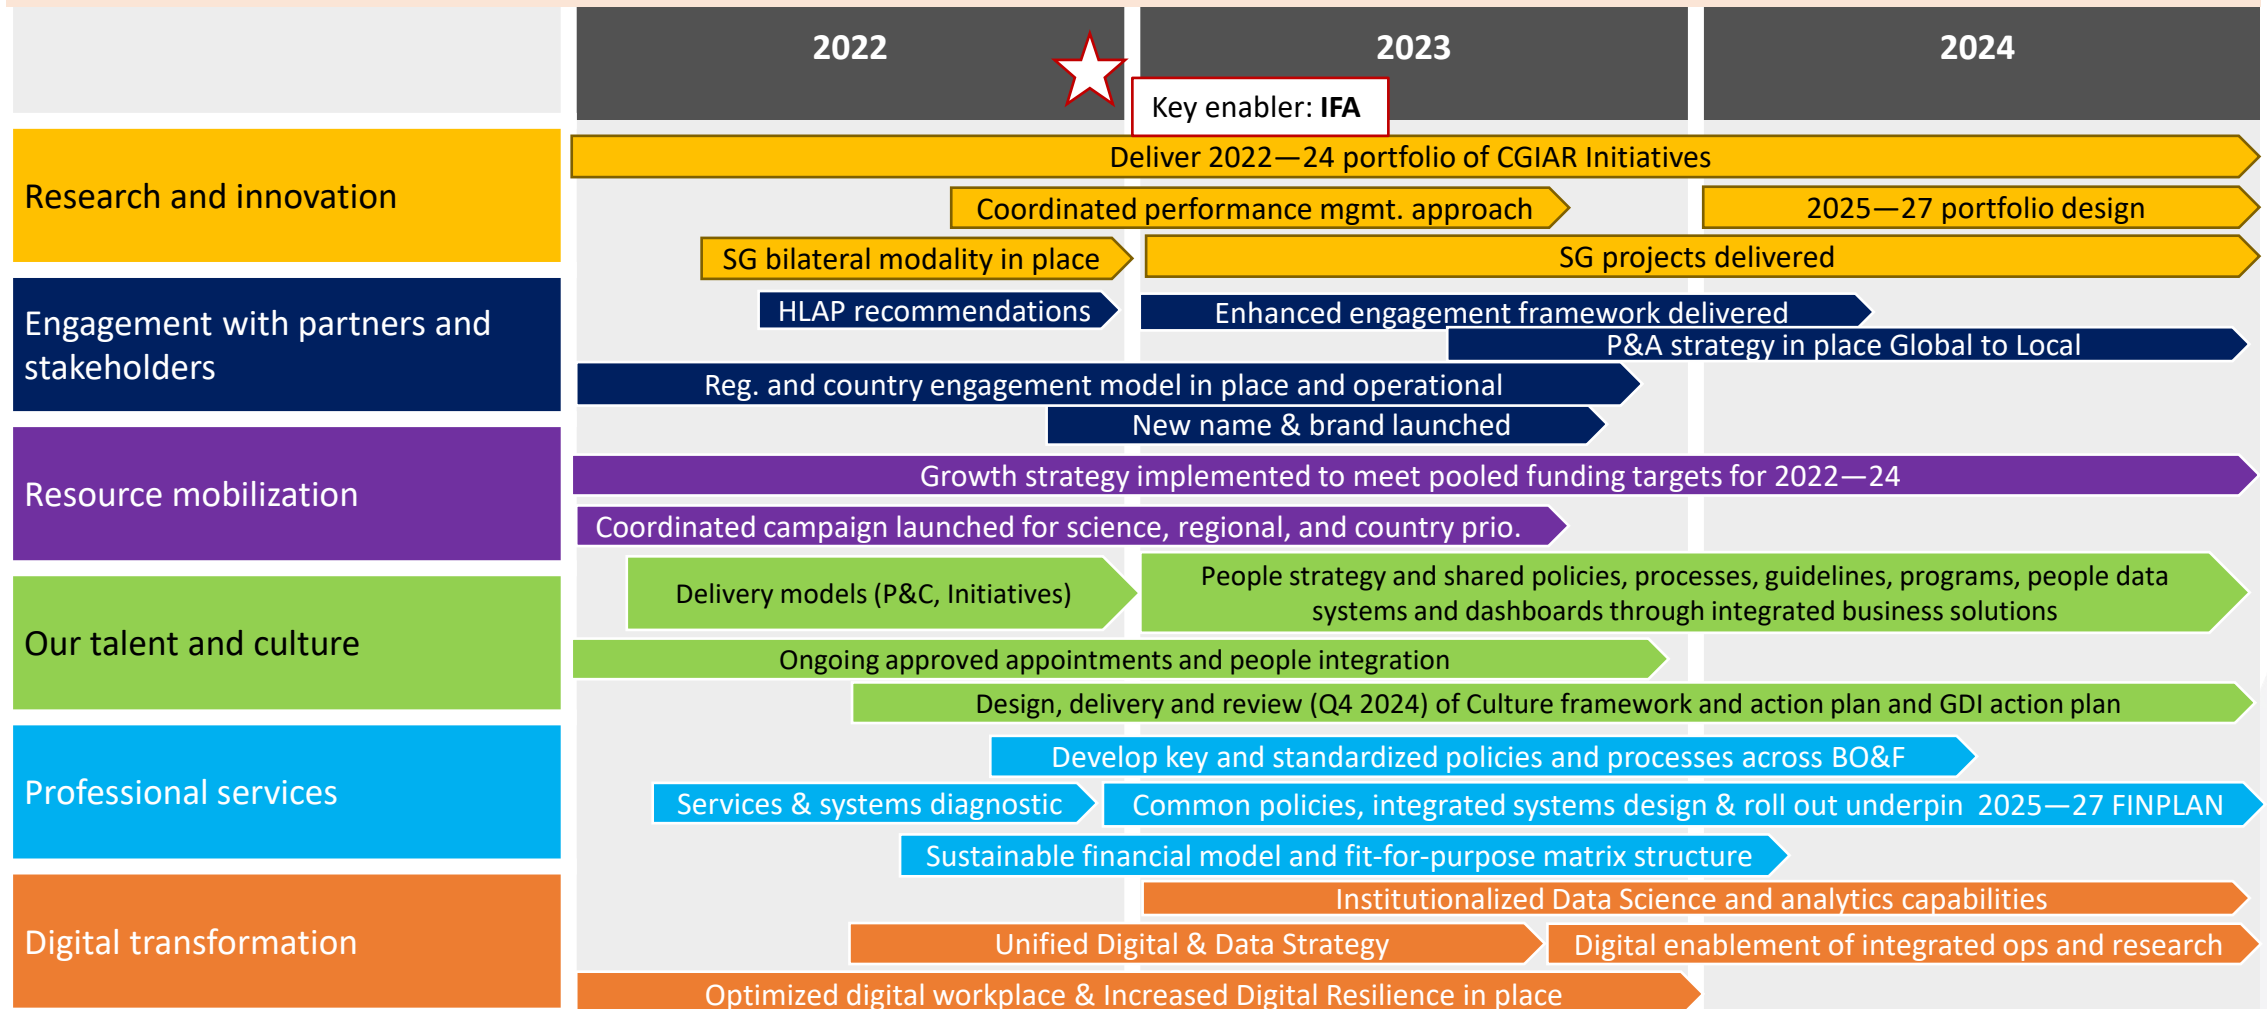 2022
2023
2024
Key enabler: IFA
Research and innovation
Deliver 2022—24 portfolio of CGIAR Initiatives
Coordinated performance mgmt. approach
2025—27 portfolio design
SG bilateral modality in place
SG projects delivered
Engagement with partners and
stakeholders
HLAP recommendations
Enhanced engagement framework delivered
P&A strategy in place Global to Local
Reg. and country engagement model in place and operational
New name & brand launched
Resource mobilization
Growth strategy implemented to meet pooled funding targets for 2022—24
Coordinated campaign launched for science, regional, and country prio.
Our talent and culture
Delivery models (P&C, Initiatives)
People strategy and shared policies, processes, guidelines, programs, people data
systems and dashboards through integrated business solutions
Ongoing approved appointments and people integration
Design, delivery and review (Q4 2024) of Culture framework and action plan and GDI action plan
Professional services
Develop key and standardized policies and processes across BO&F
Services & systems diagnostic
Common policies, integrated systems design & roll out underpin 2025—27 FINPLAN
Sustainable financial model and fit-for-purpose matrix structure
Digital transformation
Institutionalized Data Science and analytics capabilities
Unified Digital & Data Strategy
Digital enablement of integrated ops and research
Optimized digital workplace & Increased Digital Resilience in place